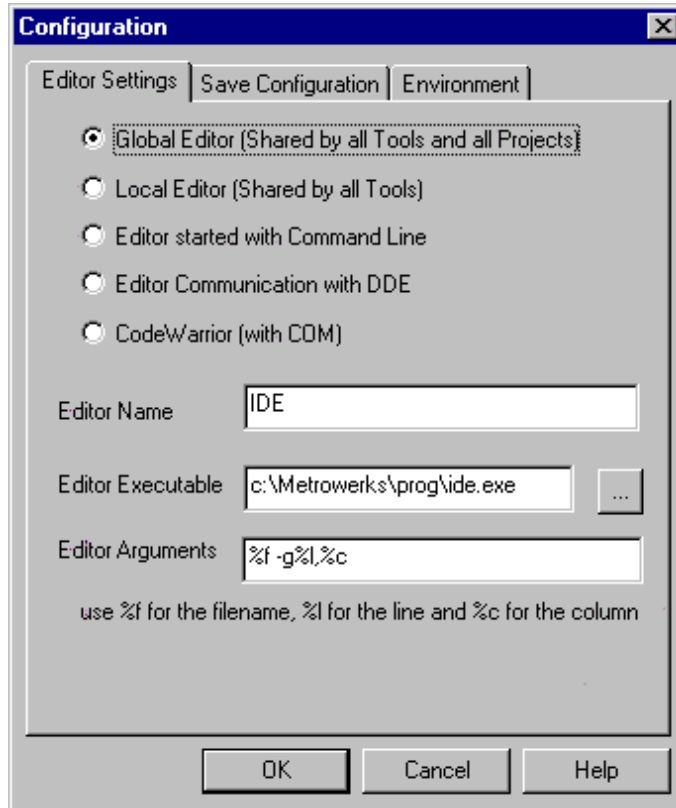 Configuration
Editor Settings Save Configuration Environment
Global Editor (Shared by all Tools and all Projects)
Local Editor (Shared by all Tools)
Editor started with Command Line
Editor Communication with DDE
CodeWarrior (with COM)
Editor Name IDE
Editor Executable c:\Metrowerks\prog\ide.exe ...
Editor Arguments %f -g%l,%c
use %f for the filename, %l for the line and %c for the column
OK Cancel Help